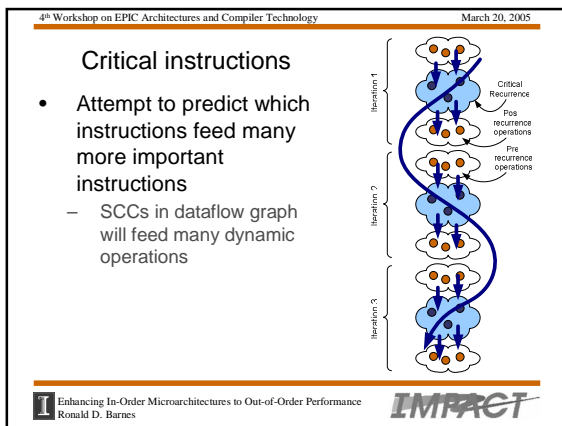 4th Workshop on EPIC Architectures and Compiler Technology
March 20, 2005
Critical instructions
• Attempt to predict which
instructions feed many
more important
instructions
– SCCs in dataflow graph
will feed many dynamic
operations
Iteration 1
Critical
Recurrence
Pos
recurrence
operations
Pre
recurrence
operations
Iteration 2
Iteration 3
I
Enhancing In-Order Microarchitectures to Out-of-Order Performance
Ronald D. Barnes
IMPACT